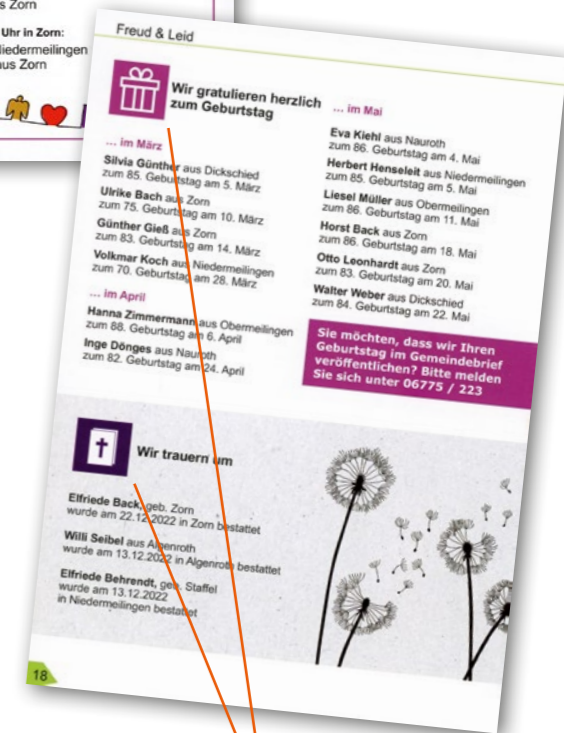 s Zorn
Uhr in Zorn:
Niedermeilingen
aus Zorn
Freud & Leid
Wir gratulieren herzlich
zum Geburtstag
... im März
Silvia Günther aus Dickschied
zum 85. Geburtstag am 5. März
Ulrike Bach aus Zorn
zum 75. Geburtstag am 10. März
Günther Gieß aus Zorn
zum 83. Geburtstag am 14. März
Volkmar Koch aus Niedermeilingen
zum 70. Geburtstag am 28. März
... im April
Hanna Zimmermann aus Obermeilingen
zum 88. Geburtstag am 6. April
Inge Dönges aus Nauroth
zum 82. Geburtstag am 24. April
... im Mai
Eva Kiehl aus Nauroth
zum 86. Geburtstag am 4. Mai
Herbert Henseleit aus Niedermeilingen
zum 85. Geburtstag am 5. Mai
Liesel Müller aus Obermeilingen
zum 86. Geburtstag am 11. Mai
Horst Back aus Zorn
zum 86. Geburtstag am 18. Mai
Otto Leonhardt aus Zorn
zum 83. Geburtstag am 20. Mai
Walter Weber aus Dickschied
zum 84. Geburtstag am 22. Mai
Sie möchten, dass wir Ihren
Geburtstag im Gemeindebrief
veröffentlichen? Bitte melden
Sie sich unter 06775 / 223
Wir trauern um
Elfriede Back, geb. Zorn
wurde am 22.12.2022 in Zorn bestattet
Willi Seibel aus Algenroth
wurde am 13.12.2022 in Algenroth bestattet
Elfriede Behrendt, geb. Staffel
wurde am 13.12.2022
in Niedermeilingen bestattet
18